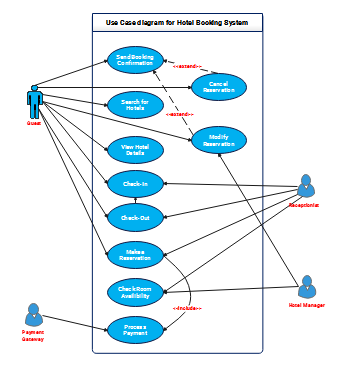 Use Case diagram for Hotel Booking System
Send Booking
Confirmation
<<extend>>
Cancel
Reservation
Search for
Hotels
<<extend>>
Guest
Modify
Reservation
View Hotel
Details
Check-In
Receptionist
Check-Out
Make a
Reservation
Check Room
Availibility
Hotel Manager
<<include>>
Process
Payment
Payment
Gateway